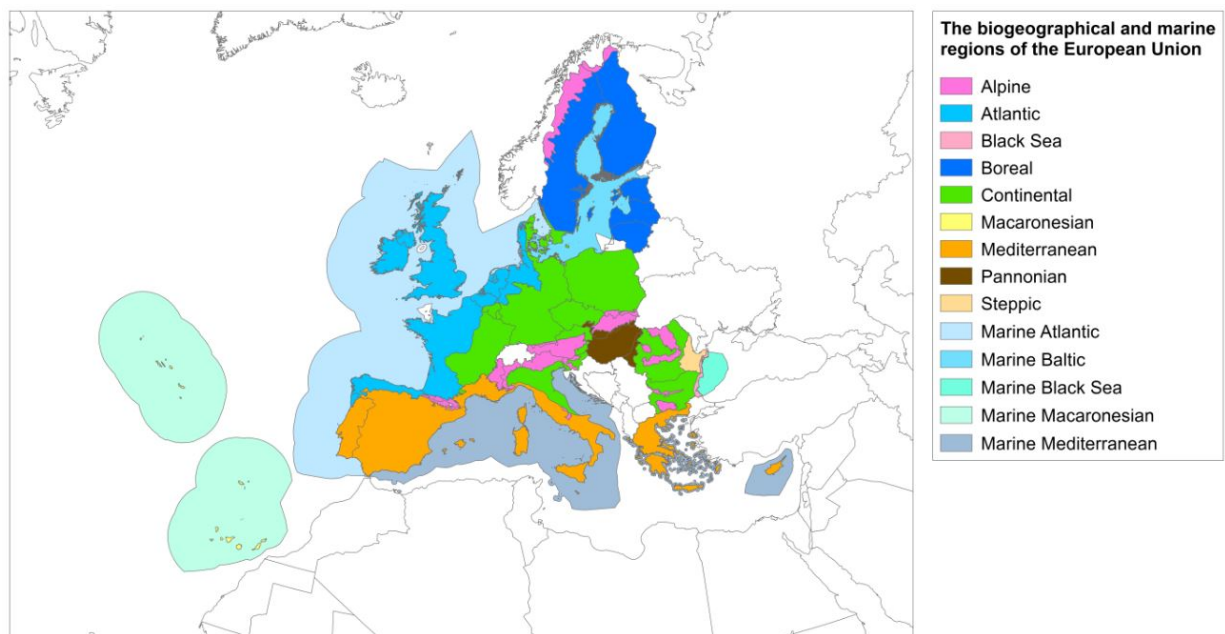 The biogeographical and marine
regions of the European Union
Alpine
Atlantic
Black Sea
Boreal
Continental
Macaronesian
Mediterranean
Pannonian
Steppic
Marine Atlantic
Marine Baltic
Marine Black Sea
Marine Macaronesian
Marine Mediterranean